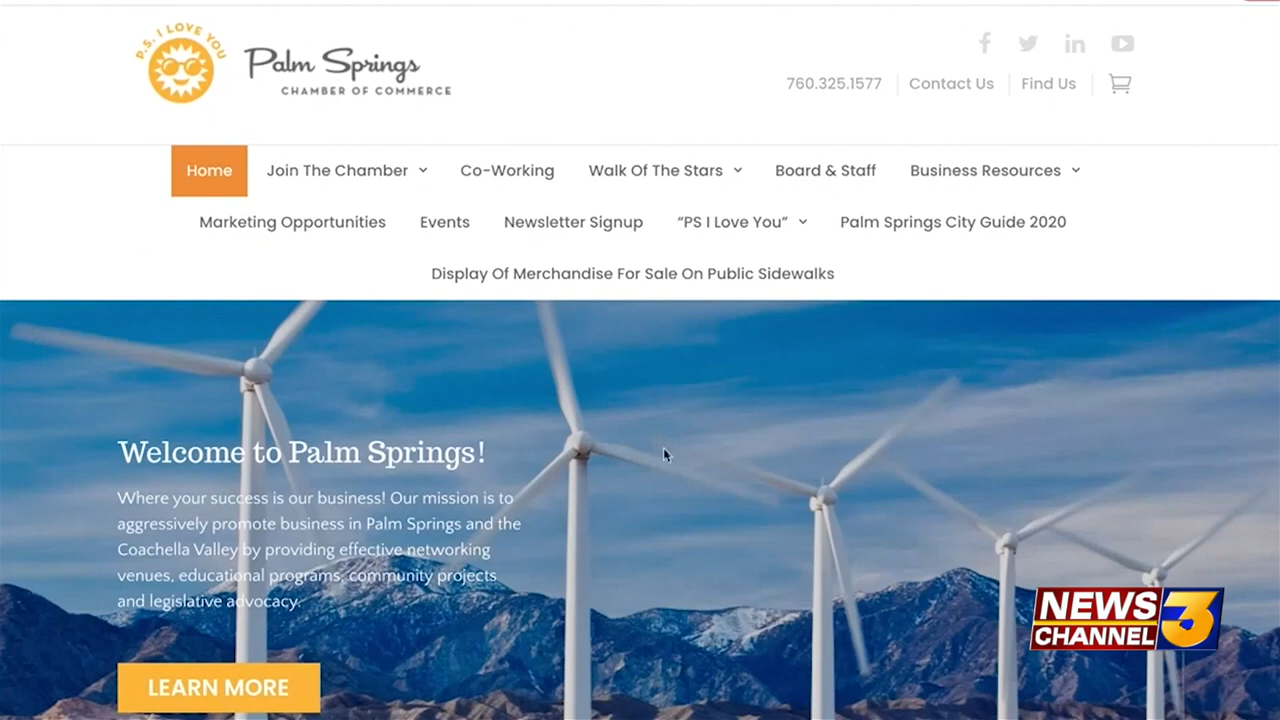 P.S. I LOVE YOU
Palm Springs
CHAMBER OF COMMERCE
760.325.1577 Contact Us Find Us
Home Join The Chamber Co-Working Walk Of The Stars Board & Staff Business Resources
Marketing Opportunities Events Newsletter Signup “PS I Love You” Palm Springs City Guide 2020
Display Of Merchandise For Sale On Public Sidewalks
Welcome to Palm Springs!
Where your success is our business! Our mission is to
aggressively promote business in Palm Springs and the
Coachella Valley by providing effective networking
venues, educational programs, community projects
and legislative advocacy.
LEARN MORE
NEWS
CHANNEL 3